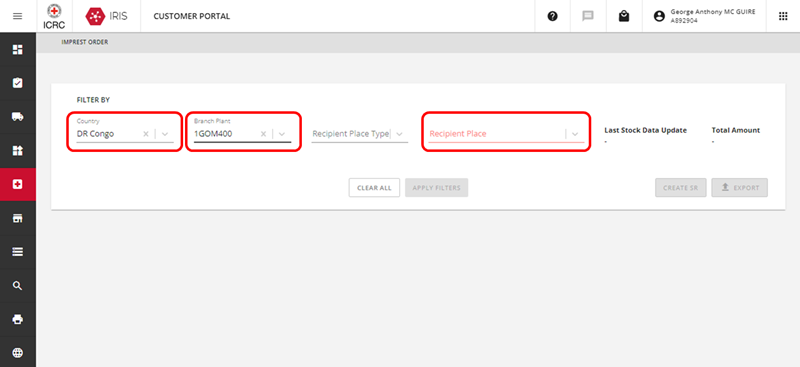 ICRC
IRIS
CUSTOMER PORTAL
George Anthony MC GUIRE
A892904
IMPREST ORDER
FILTER BY
Country
DR Congo
Branch Plant
1GOM400
Recipient Place Type
Recipient Place
Last Stock Data Update
-
Total Amount
-
CLEAR ALL
APPLY FILTERS
CREATE SR
EXPORT